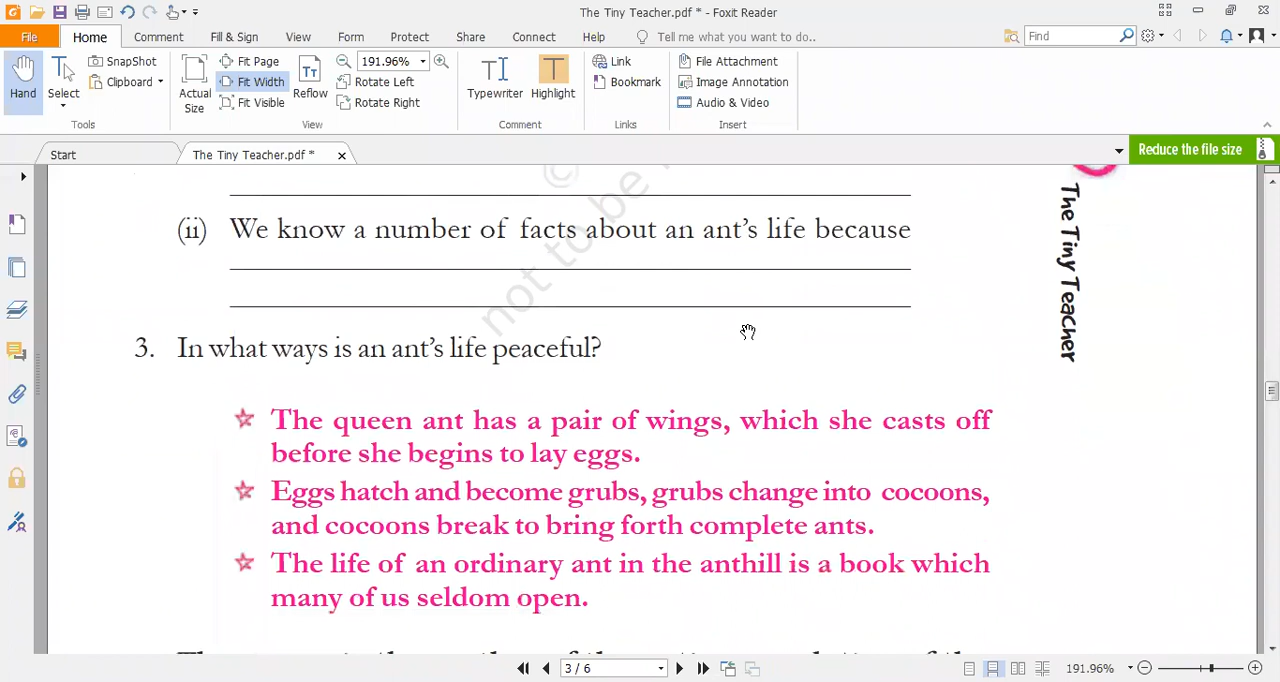 The Tiny Teacher.pdf * - Foxit Reader
File Home Comment Fill & Sign View Form Protect Share Connect Help Tell me what you want to do.. Find
Hand Select SnapShot Clipboard Actual Size Fit Page Fit Width Fit Visible Reflow 191.96% Rotate Left Rotate Right Typewriter Highlight Link Bookmark File Attachment Image Annotation Audio & Video
Tools View Comment Links Insert
Start The Tiny Teacher.pdf * Reduce the file size
© not to be
The Tiny Teacher
(ii) We know a number of facts about an ant's life because
3. In what ways is an ant's life peaceful?
The queen ant has a pair of wings, which she casts off
before she begins to lay eggs.
Eggs hatch and become grubs, grubs change into cocoons,
and cocoons break to bring forth complete ants.
The life of an ordinary ant in the anthill is a book which
many of us seldom open.
3 / 6 191.96%